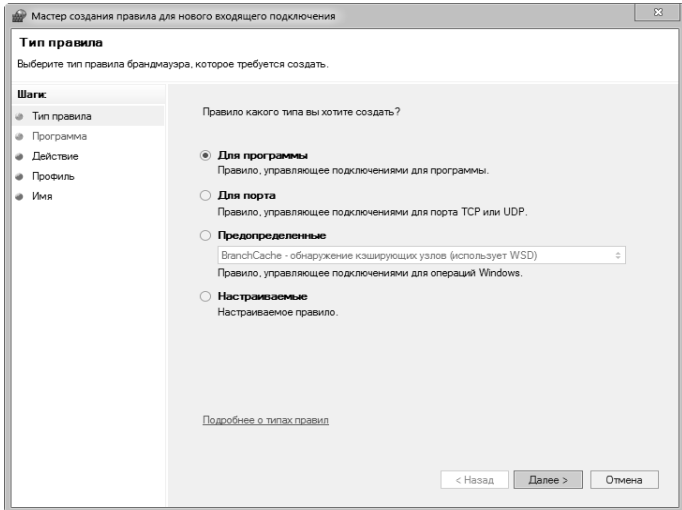 Мастер создания правила для нового входящего подключения
Тип правила
Выберите тип правила брандмауэра, которое требуется создать.
Шаги:
Тип правила
Программа
Действие
Профиль
Имя
Правило какого типа вы хотите создать?
Для программы
Правило, управляющее подключениями для программы.
Для порта
Правило, управляющее подключениями для порта TCP или UDP.
Предопределенные
BranchCache - обнаружение кэширующих узлов (использует WSD)
Правило, управляющее подключениями для операций Windows.
Настраиваемые
Настраиваемое правило.
Подробнее о типах правил
< Назад
Далее >
Отмена